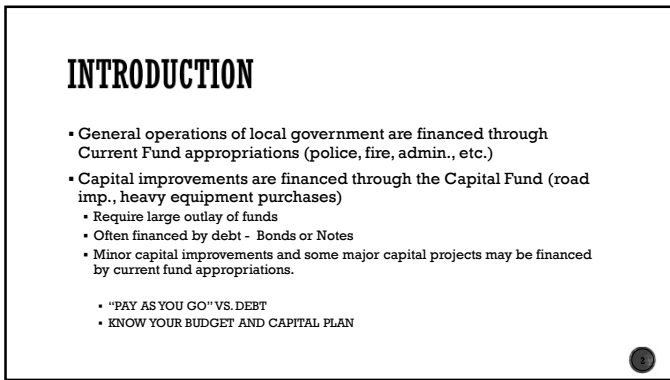 INTRODUCTION
▪ General operations of local government are financed through
Current Fund appropriations (police, fire, admin., etc.)
▪ Capital improvements are financed through the Capital Fund (road
imp., heavy equipment purchases)
▪ Require large outlay of funds
▪ Often financed by debt - Bonds or Notes
▪ Minor capital improvements and some major capital projects may be financed
by current fund appropriations.
▪ “PAY AS YOU GO” VS. DEBT
▪ KNOW YOUR BUDGET AND CAPITAL PLAN
2